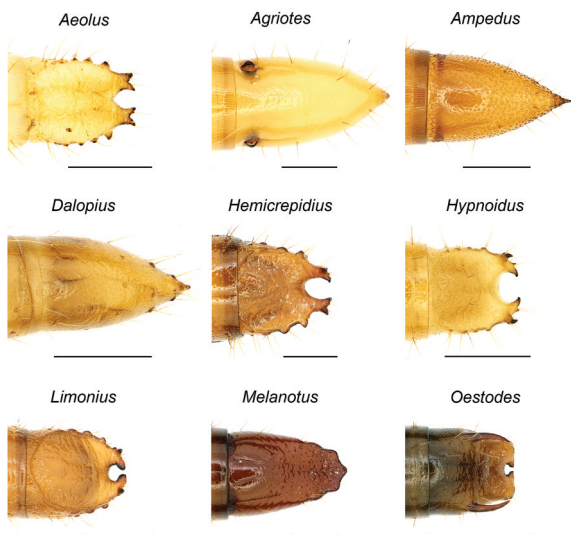 Aeolus
Agriotes
Ampedus
Dalopius
Hemicrepidius
Hypnoidus
Limonius
Melanotus
Oestodes